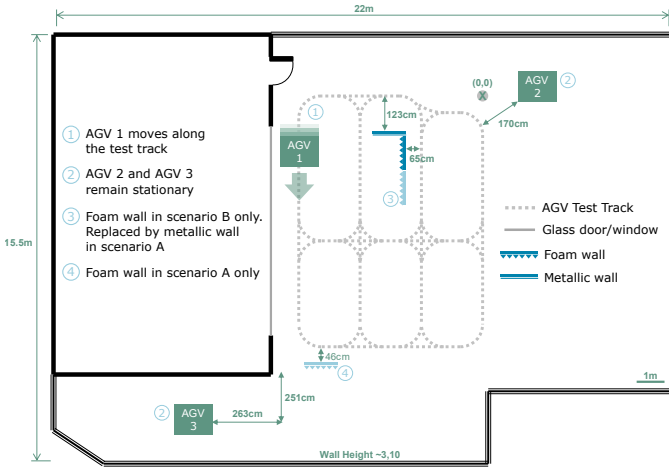 22m
(0,0)
X
AGV
2
2
170cm
123cm
1
AGV
1
65cm
3
1 AGV 1 moves along
the test track
2 AGV 2 and AGV 3
remain stationary
3 Foam wall in scenario B only.
Replaced by metallic wall
in scenario A
4 Foam wall in scenario A only
15.5m
AGV Test Track
Glass door/window
Foam wall
Metallic wall
46cm
4
1m
251cm
2
AGV
3
263cm
Wall Height ~3,10